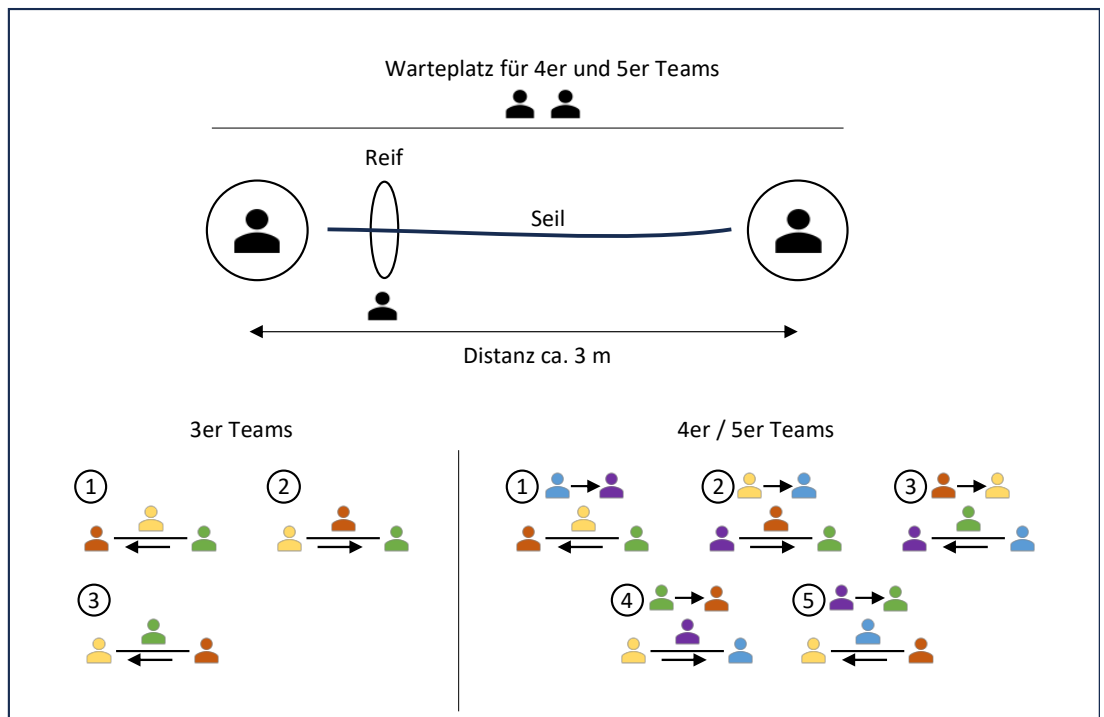 Warteplatz für 4er und 5er Teams
Reif
Seil
Distanz ca. 3 m
3er Teams
4er / 5er Teams
1
2
1
2
3
3
4
5